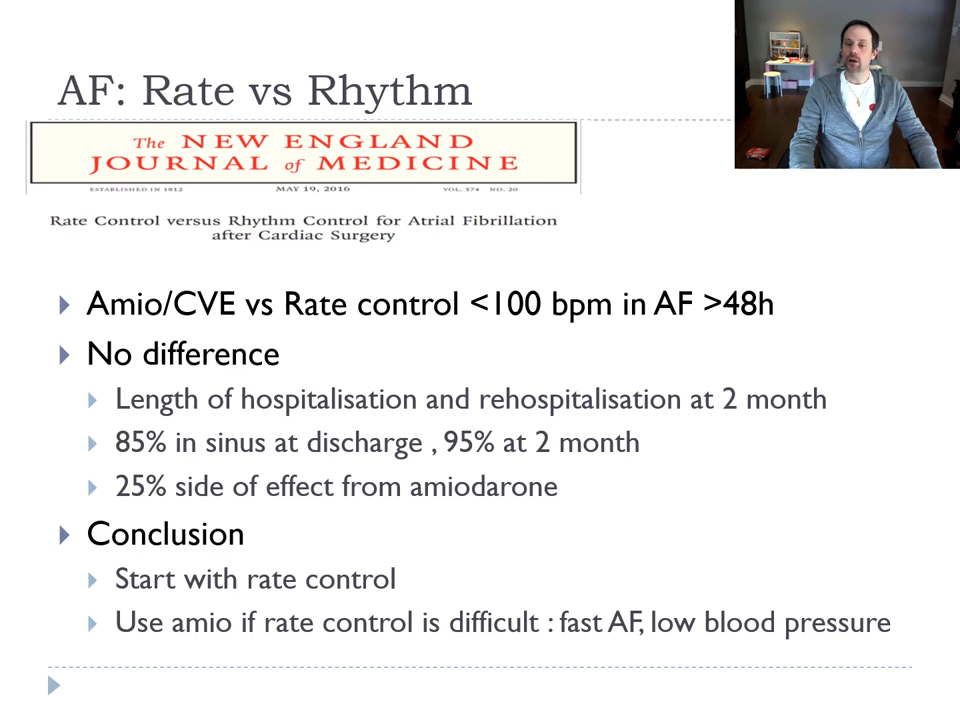 AF: Rate vs Rhythm
The NEW ENGLAND
JOURNAL of MEDICINE
ESTABLISHED IN 1812 MAY 19, 2016 VOL. 374 NO. 20
Rate Control versus Rhythm Control for Atrial Fibrillation
after Cardiac Surgery
Amio/CVE vs Rate control <100 bpm in AF >48h
No difference
Length of hospitalisation and rehospitalisation at 2 month
85% in sinus at discharge , 95% at 2 month
25% side of effect from amiodarone
Conclusion
Start with rate control
Use amio if rate control is difficult : fast AF, low blood pressure